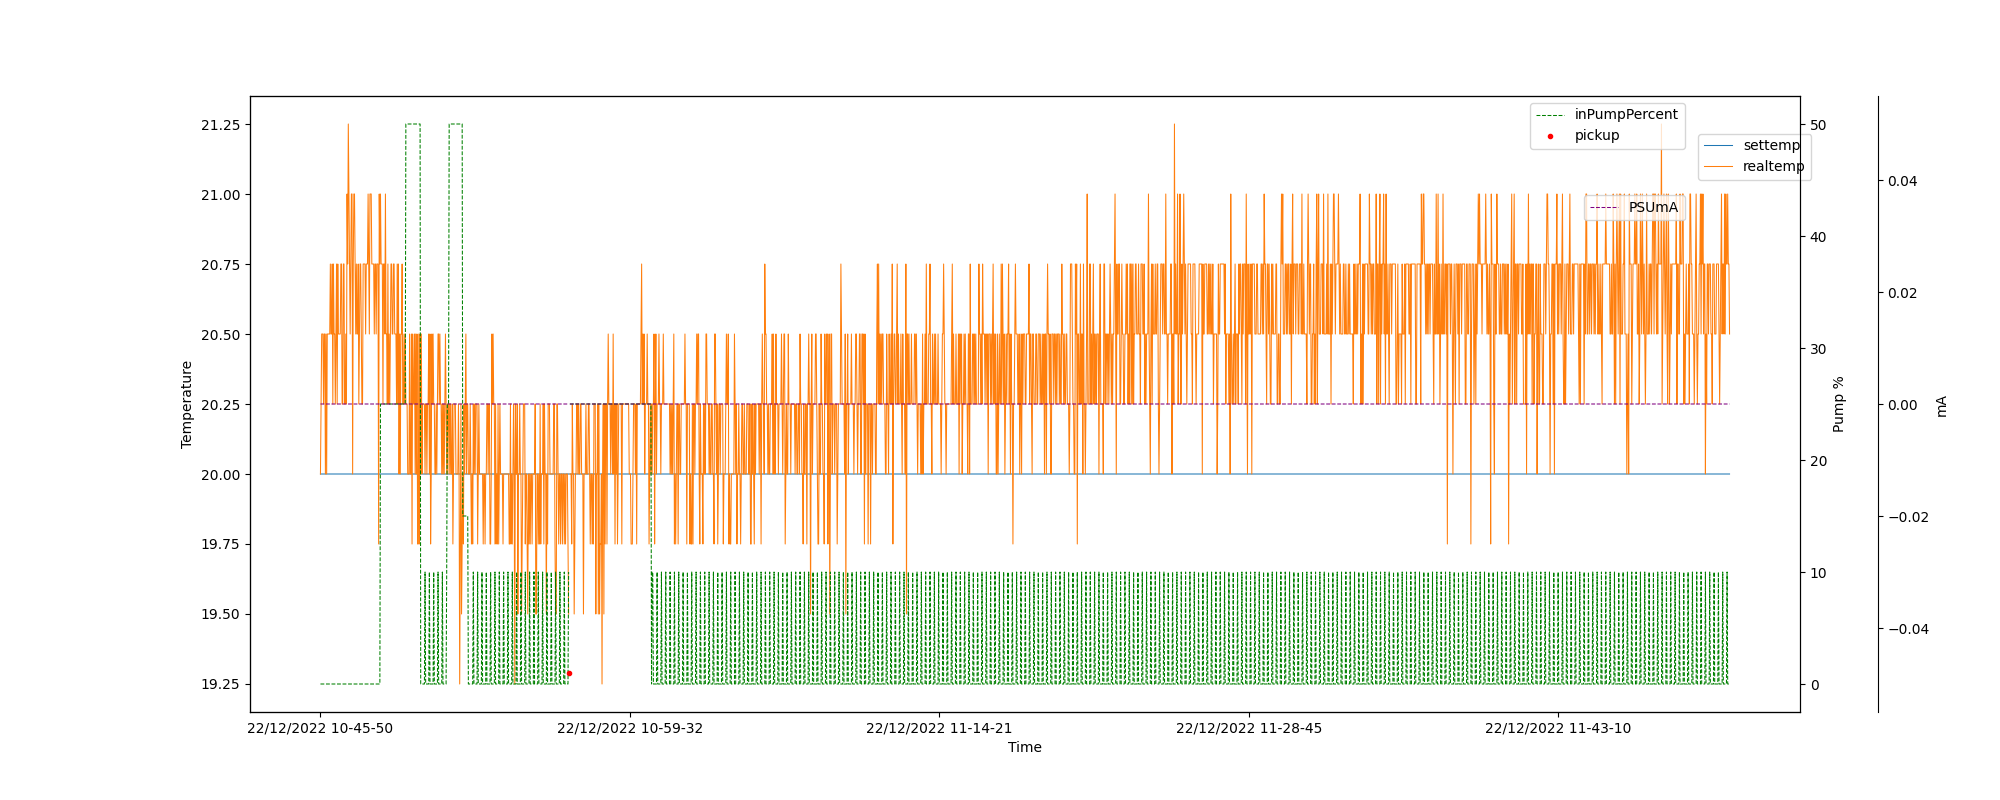 inPumpPercent
pickup
settemp
realtemp
PSUmA
21.25
21.00
20.75
20.50
20.25
20.00
19.75
19.50
19.25
Temperature
50
40
30
20
10
0
Pump %
0.04
0.02
0.00
−0.02
−0.04
mA
22/12/2022 10-45-50
22/12/2022 10-59-32
22/12/2022 11-14-21
22/12/2022 11-28-45
22/12/2022 11-43-10
Time